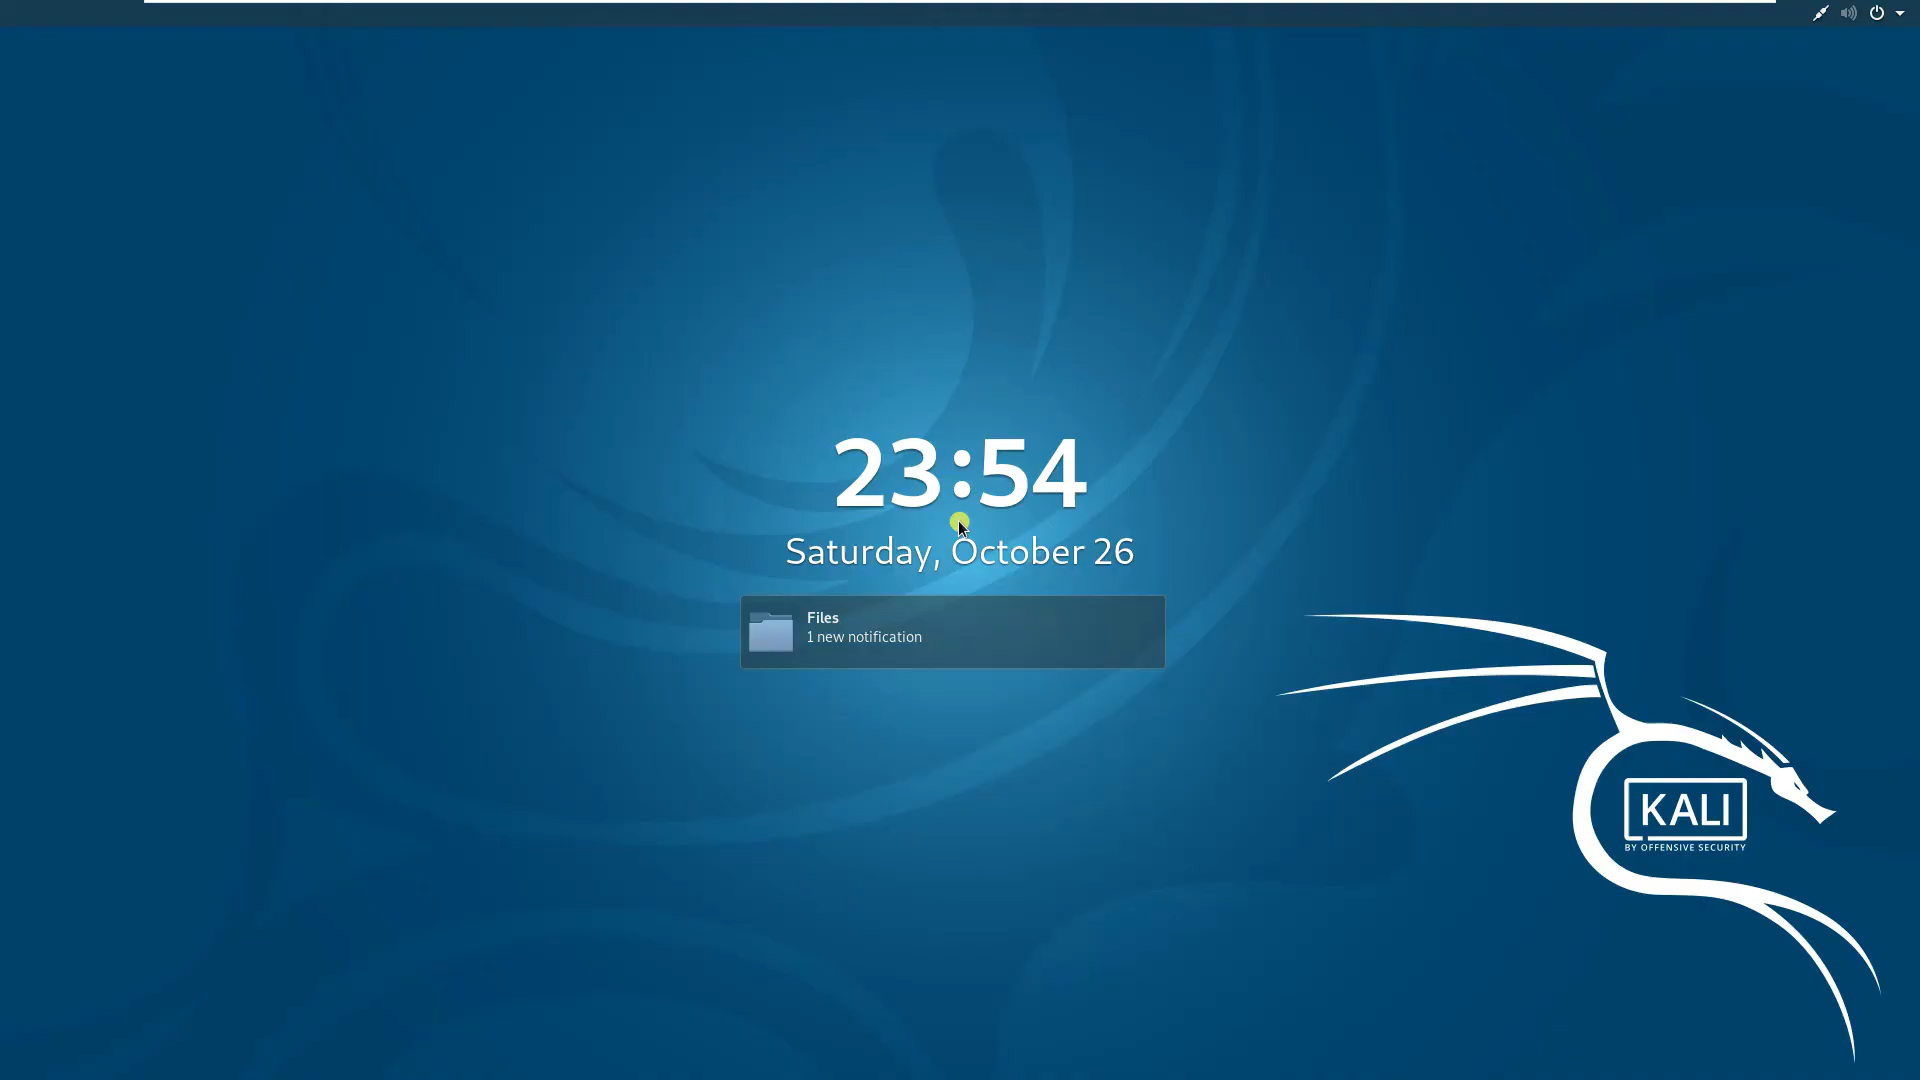 23:54
Saturday, October 26
Files
1 new notification
KALI
BY OFFENSIVE SECURITY